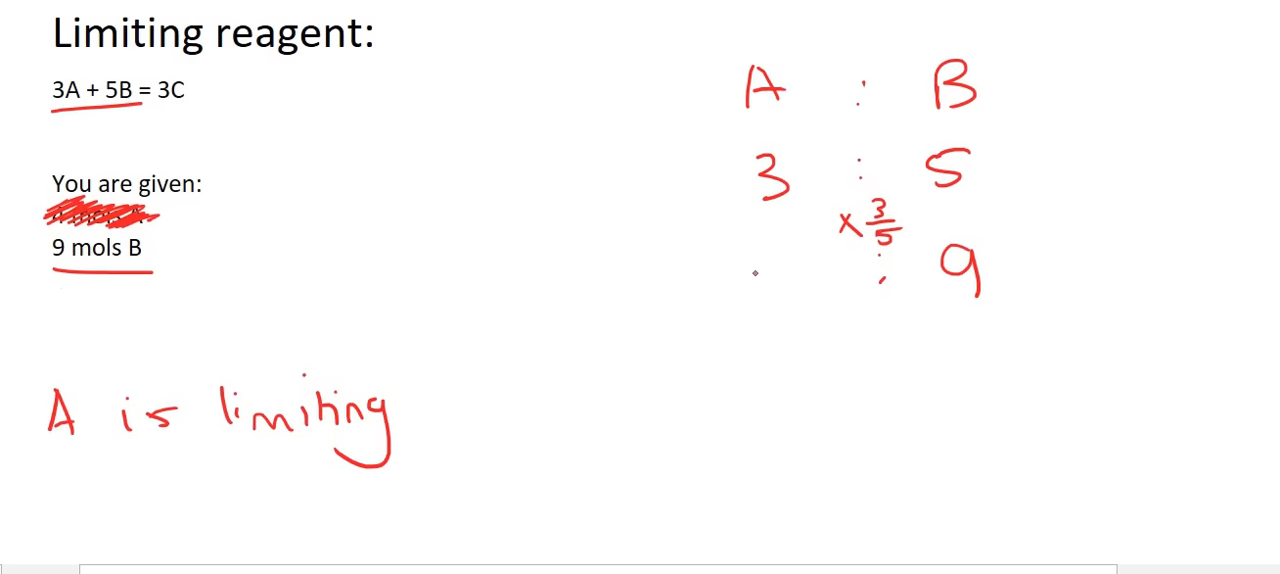 Limiting reagent:
3A + 5B = 3C
You are given:
9 mols B
A is limiting
A : B
3 : 5
× 3/5
: 9